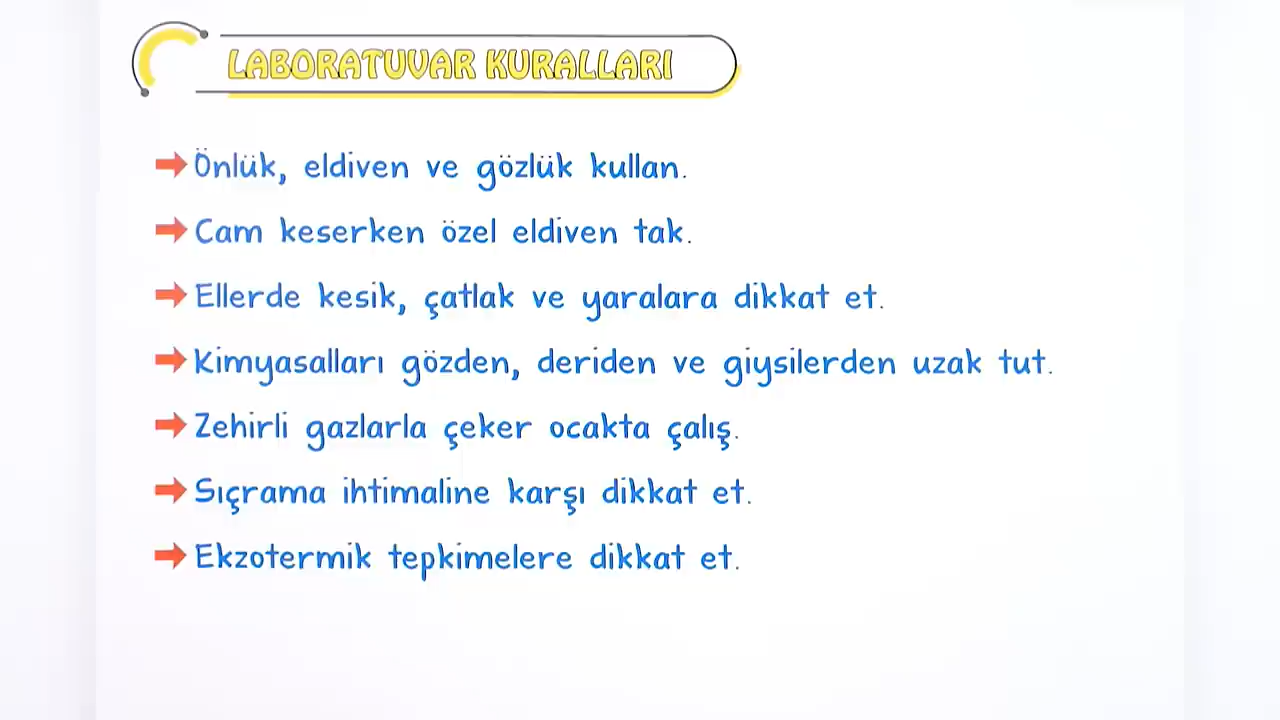 LABORATUVAR KURALLARI
Önlük, eldiven ve gözlük kullan.
Cam keserken özel eldiven tak.
Ellerde kesik, çatlak ve yaralara dikkat et.
Kimyasalları gözden, deriden ve giysilerden uzak tut.
Zehirli gazlarla çeker ocakta çalış.
Sıçrama ihtimaline karşı dikkat et.
Ekzotermik tepkimelere dikkat et.